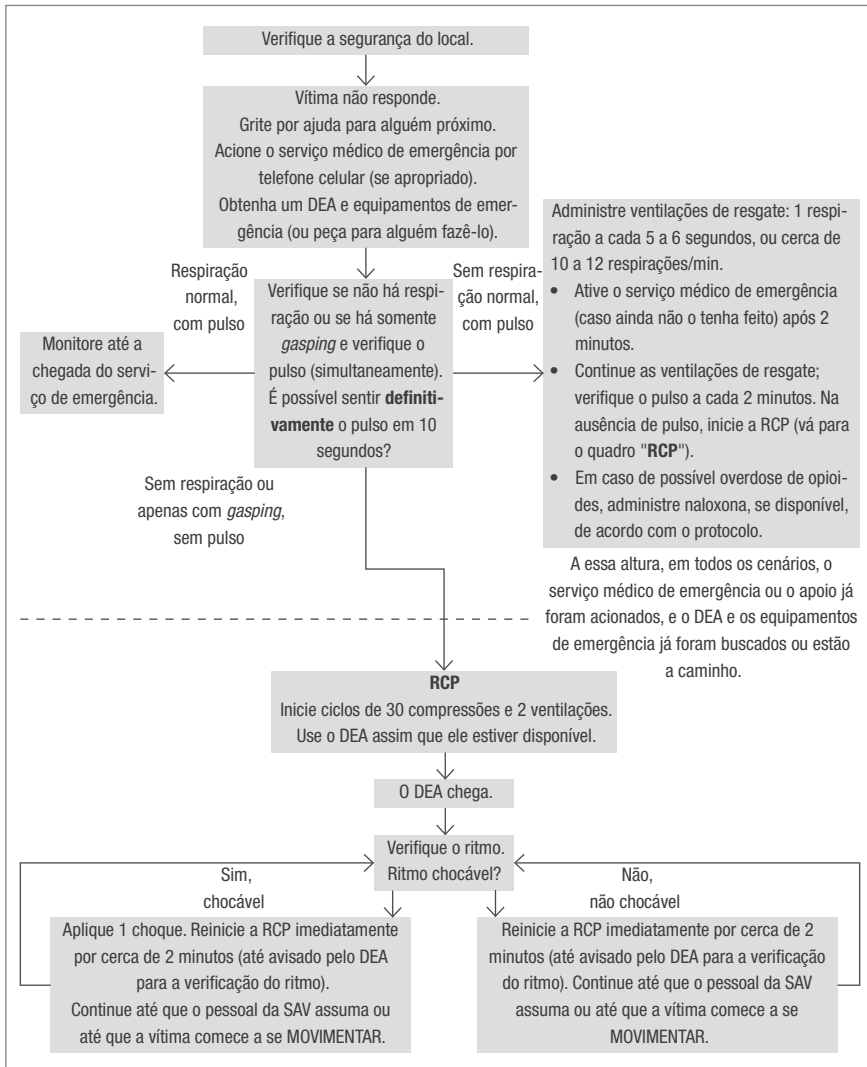 Verifique a segurança do local.
Vítima não responde.
Grite por ajuda para alguém próximo.
Acione o serviço médico de emergência por
telefone celular (se apropriado).
Obtenha um DEA e equipamentos de emer-
gência (ou peça para alguém fazê-lo).
Respiração
normal,
com pulso
Monitore até a
chegada do servi-
ço de emergência.
Verifique se não há respi-
ração ou se há somente
gasping e verifique o
pulso (simultaneamente).
É possível sentir definiti-
vamente o pulso em 10
segundos?
Sem respira-
ção normal,
com pulso
Administre ventilações de resgate: 1 respi-
ração a cada 5 a 6 segundos, ou cerca de
10 a 12 respirações/min.
• Ative o serviço médico de emergência
(caso ainda não o tenha feito) após 2
minutos.
• Continue as ventilações de resgate;
verifique o pulso a cada 2 minutos. Na
ausência de pulso, inicie a RCP (vá para
o quadro "RCP").
• Em caso de possível overdose de opioi-
des, administre naloxona, se disponível,
de acordo com o protocolo.
Sem respiração ou
apenas com gasping,
sem pulso
A essa altura, em todos os cenários, o
serviço médico de emergência ou o apoio já
foram acionados, e o DEA e os equipamentos
de emergência já foram buscados ou estão
a caminho.
RCP
Inicie ciclos de 30 compressões e 2 ventilações.
Use o DEA assim que ele estiver disponível.
O DEA chega.
Verifique o ritmo.
Ritmo chocável?
Sim,
chocável
Aplique 1 choque. Reinicie a RCP imediatamente
por cerca de 2 minutos (até avisado pelo DEA
para a verificação do ritmo).
Continue até que o pessoal da SAV assuma ou
até que a vítima comece a se MOVIMENTAR.
Não,
não chocável
Reinicie a RCP imediatamente por cerca de 2
minutos (até avisado pelo DEA para a verificação
do ritmo). Continue até que o pessoal da SAV
assuma ou até que a vítima comece a se
MOVIMENTAR.